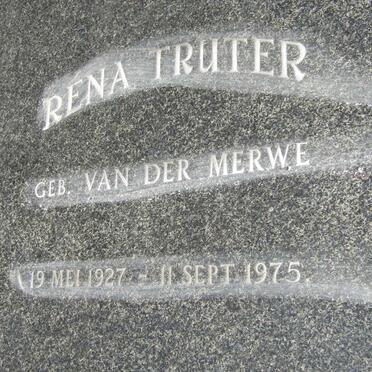 RENA TRUTER
GEB. VAN DER MERWE
19 MEI 1927. - 11 SEPT 1975.